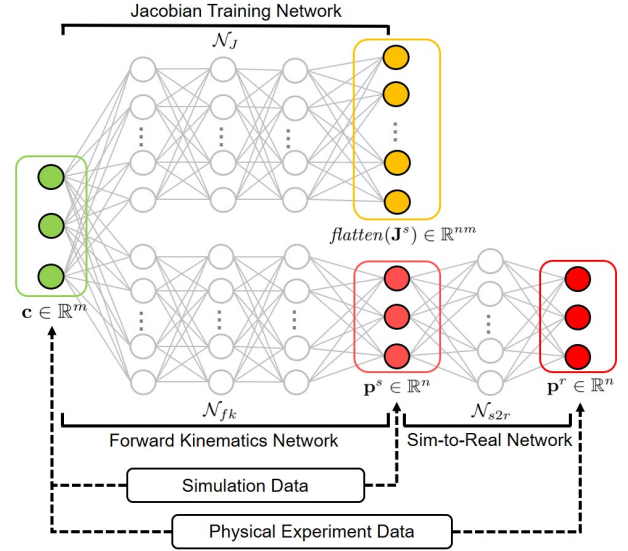 Jacobian Training Network
𝒩_J
⋮ ⋮ ⋮ ⋮
flatten(𝐉^s) ∈ ℝ^{nm}
𝐜 ∈ ℝ^m
⋮ ⋮ ⋮ ⋮
𝐩^s ∈ ℝ^n
𝐩^r ∈ ℝ^n
𝒩_{fk}
𝒩_{s2r}
Forward Kinematics Network
Sim-to-Real Network
Simulation Data
Physical Experiment Data